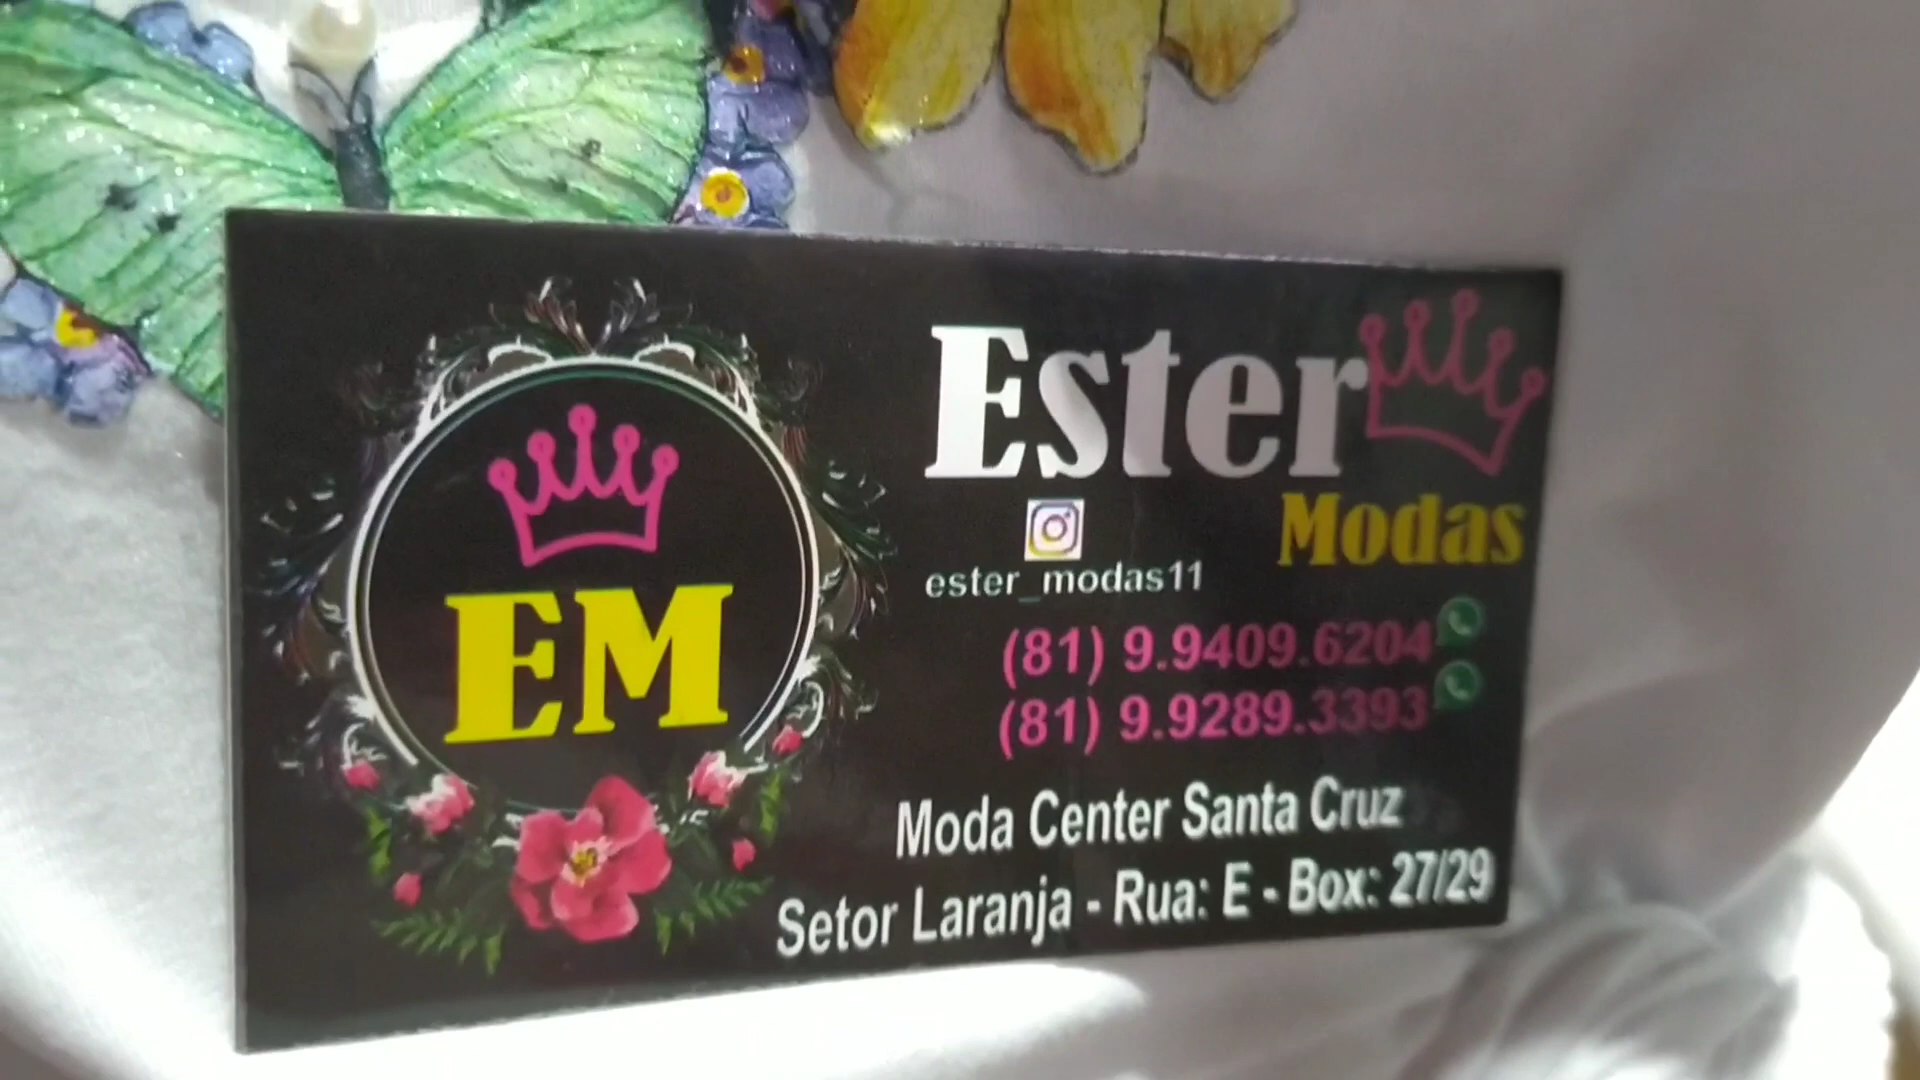 EM
Ester
Modas
ester_modas11
(81) 9.9409.6204
(81) 9.9289.3393
Moda Center Santa Cruz
Setor Laranja - Rua: E - Box: 27/29